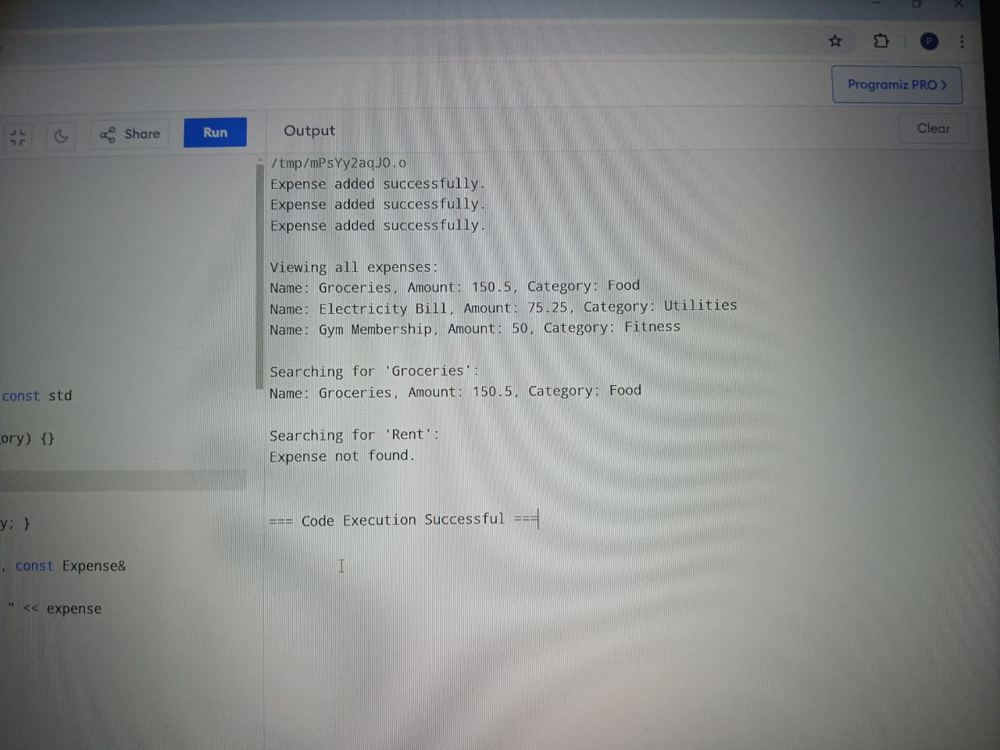 Programiz PRO >
Share
Run
Output
Clear
/tmp/mPsYy2aqJO.o
Expense added successfully.
Expense added successfully.
Expense added successfully.
Viewing all expenses:
Name: Groceries, Amount: 150.5, Category: Food
Name: Electricity Bill, Amount: 75.25, Category: Utilities
Name: Gym Membership, Amount: 50, Category: Fitness
Searching for 'Groceries':
Name: Groceries, Amount: 150.5, Category: Food
Searching for 'Rent':
Expense not found.
=== Code Execution Successful ===
const std
ory) {}
y; }
, const Expense&
" << expense
P